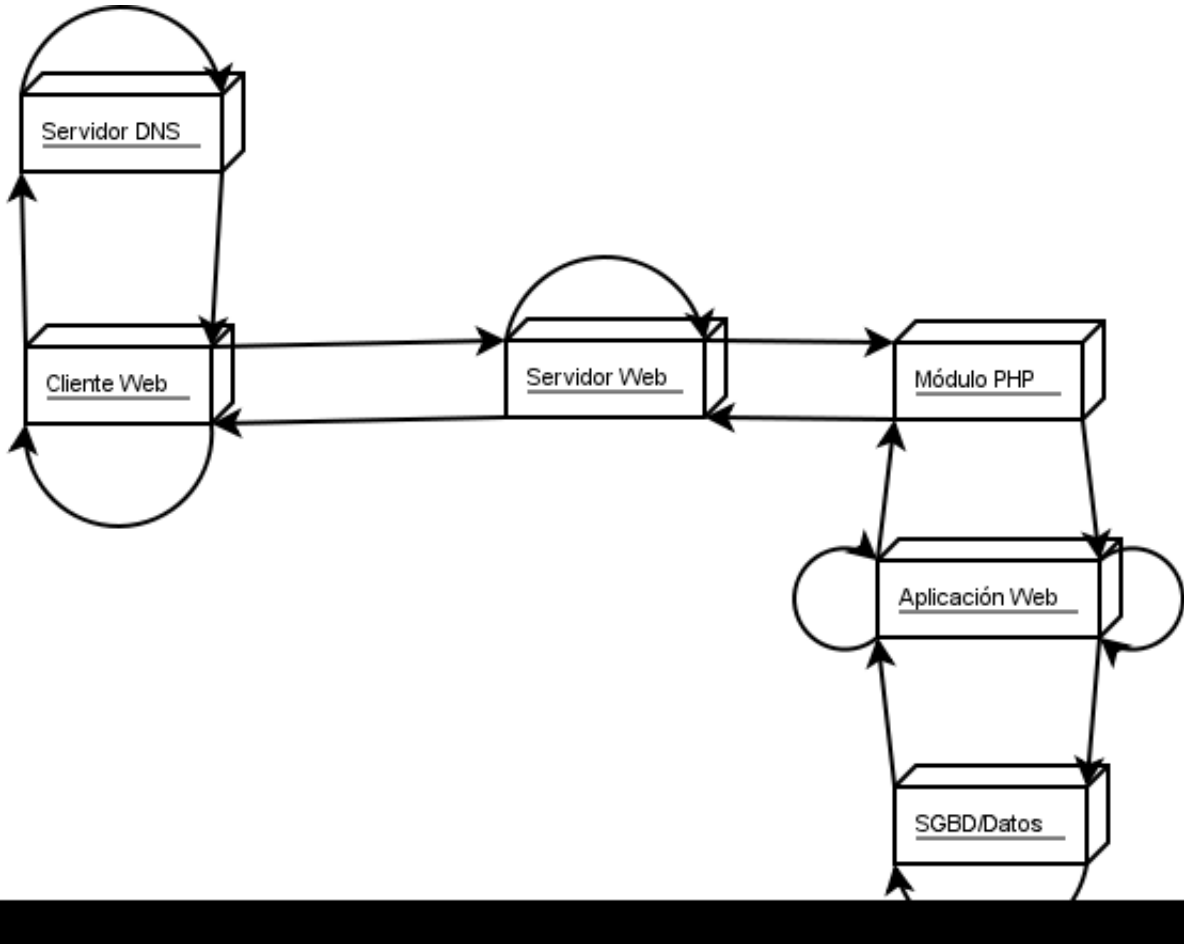 Servidor DNS
Cliente Web
Servidor Web
Módulo PHP
Aplicación Web
SGBD/Datos